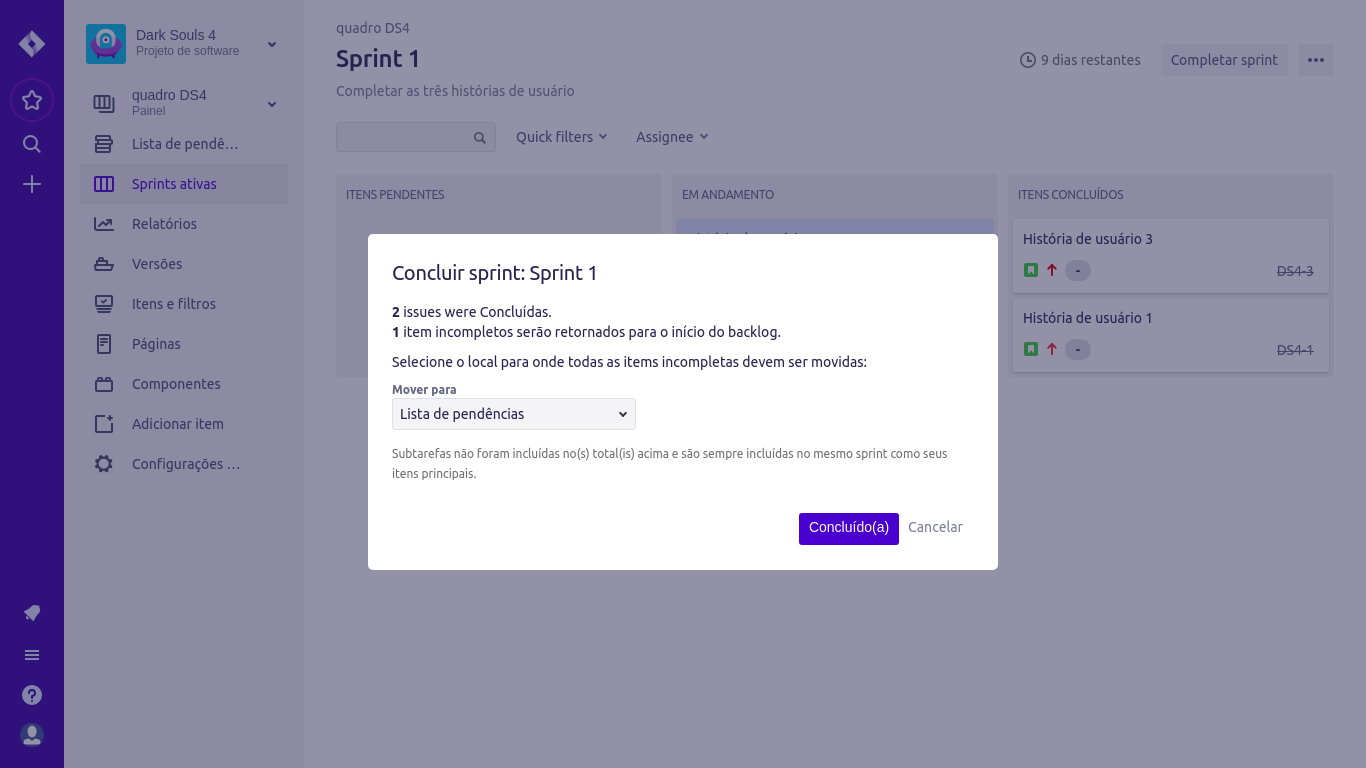 Dark Souls 4
Projeto de software
quadro DS4
Painel
Lista de pendê…
Sprints ativas
Relatórios
Versões
Itens e filtros
Páginas
Componentes
Adicionar item
Configurações …
quadro DS4
Sprint 1
9 dias restantes
Completar sprint
Completar as três histórias de usuário
Quick filters
Assignee
ITENS PENDENTES
EM ANDAMENTO
ITENS CONCLUÍDOS
História de usuário 3
-
DS4-3
História de usuário 1
-
DS4-1
Concluir sprint: Sprint 1
2 issues were Concluídas.
1 item incompletos serão retornados para o início do backlog.
Selecione o local para onde todas as items incompletas devem ser movidas:
Mover para
Lista de pendências
Subtarefas não foram incluídas no(s) total(is) acima e são sempre incluídas no mesmo sprint como seus
itens principais.
Concluído(a)
Cancelar